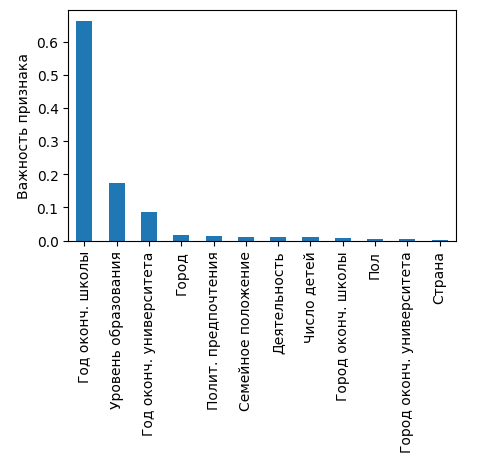 Важность признака
0.6
0.5
0.4
0.3
0.2
0.1
0.0
Год оконч. школы
Уровень образования
Год оконч. университета
Город
Полит. предпочтения
Семейное положение
Деятельность
Число детей
Город оконч. школы
Пол
Город оконч. университета
Страна